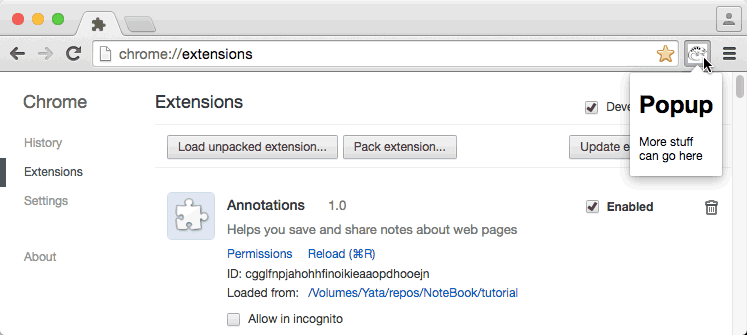 chrome://extensions
Chrome
History
Extensions
Settings
About
Extensions
Deve
Load unpacked extension...
Pack extension...
Update e
Popup
More stuff
can go here
Annotations 1.0
Enabled
Helps you save and share notes about web pages
Permissions Reload (⌘R)
ID: cgglfnpjahohhfinoikieaaopdhooejn
Loaded from: /Volumes/Yata/repos/NoteBook/tutorial
Allow in incognito